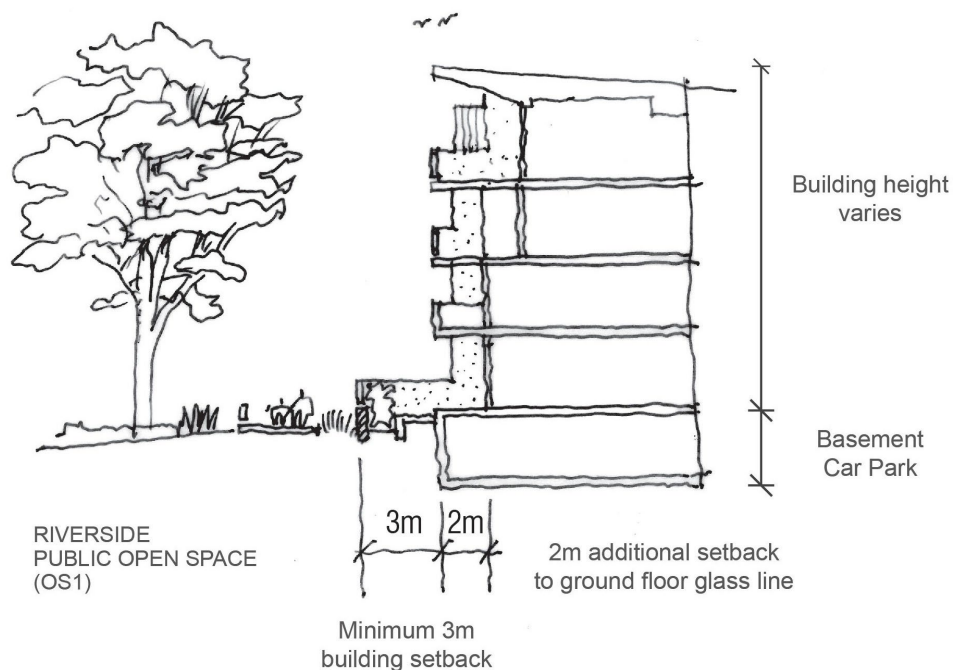 Building height
varies
Basement
Car Park
3m
2m
RIVERSIDE
PUBLIC OPEN SPACE
(OS1)
2m additional setback
to ground floor glass line
Minimum 3m
building setback